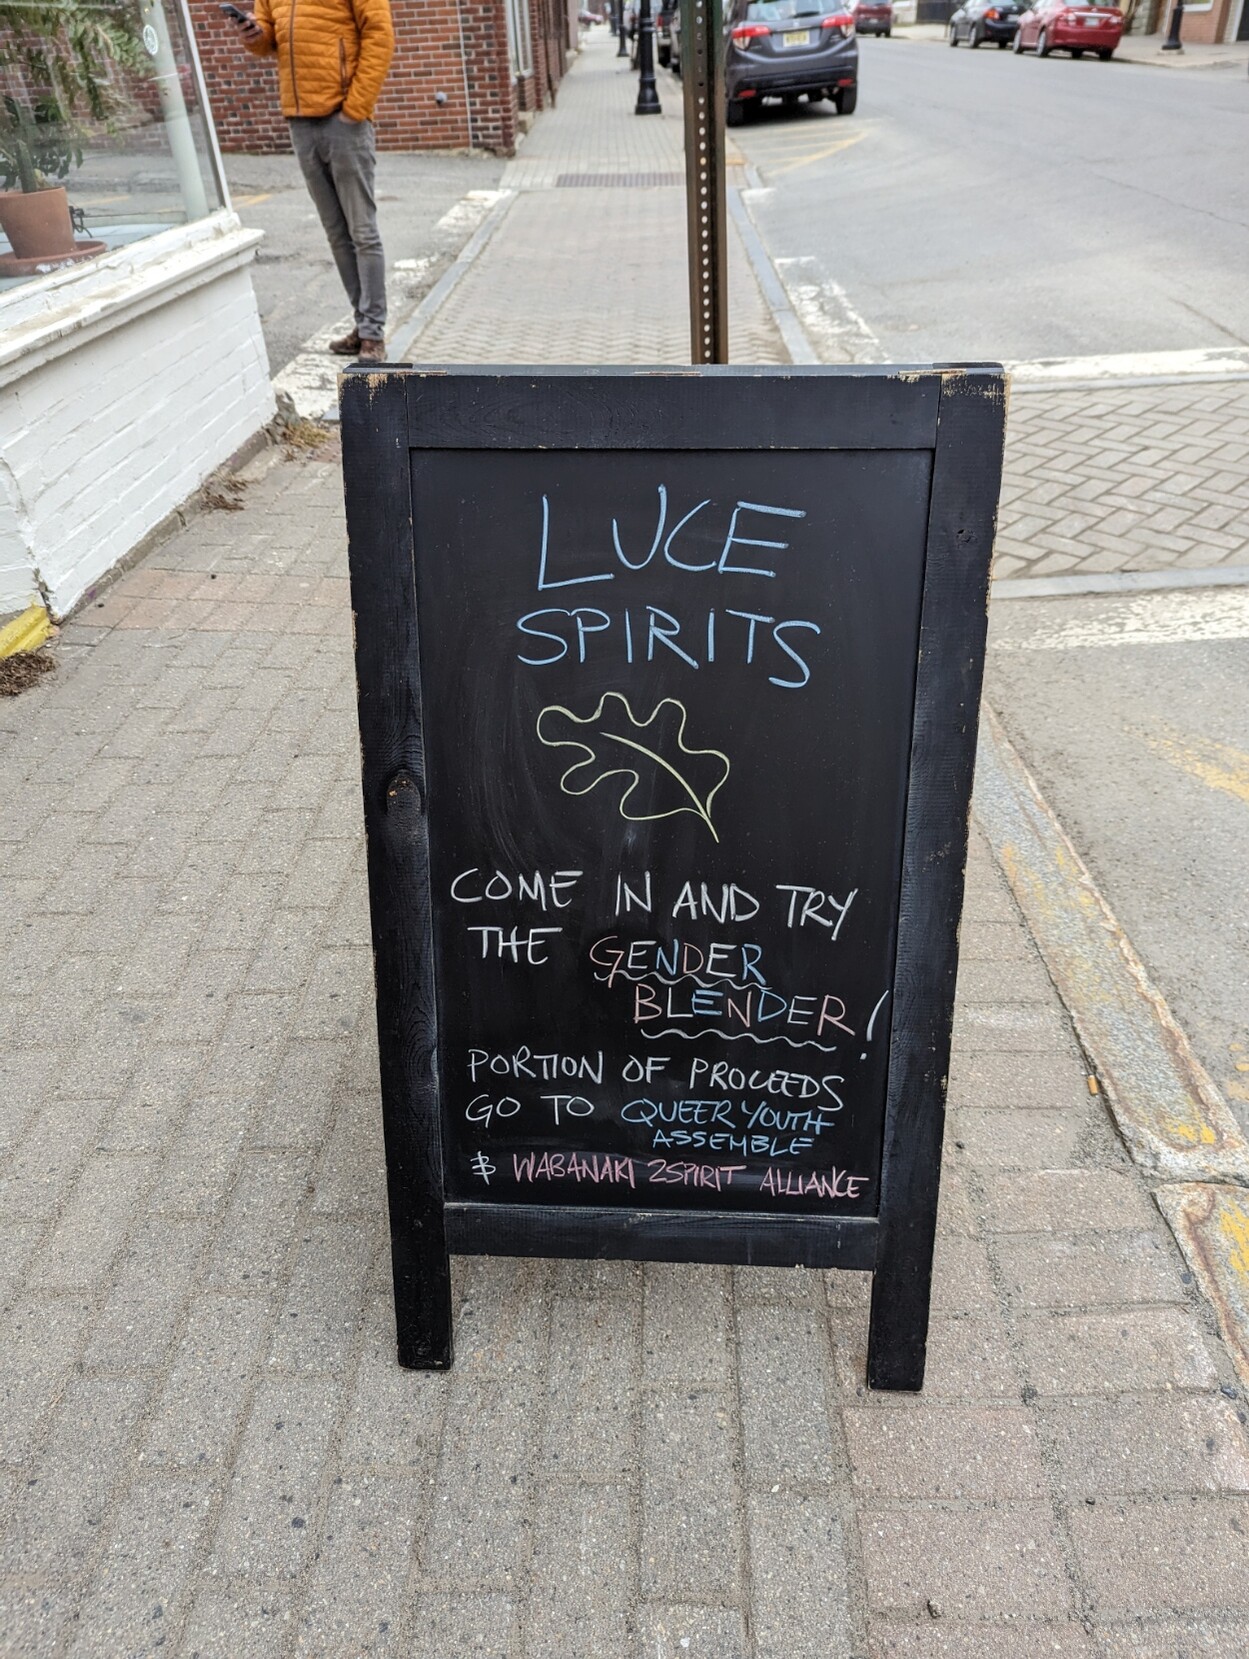 LUCE
SPIRITS
COME IN AND TRY
THE GENDER
BLENDER!
PORTION OF PROCEEDS
GO TO QUEER YOUTH
ASSEMBLE
& WABANAKI 2SPIRIT ALLIANCE